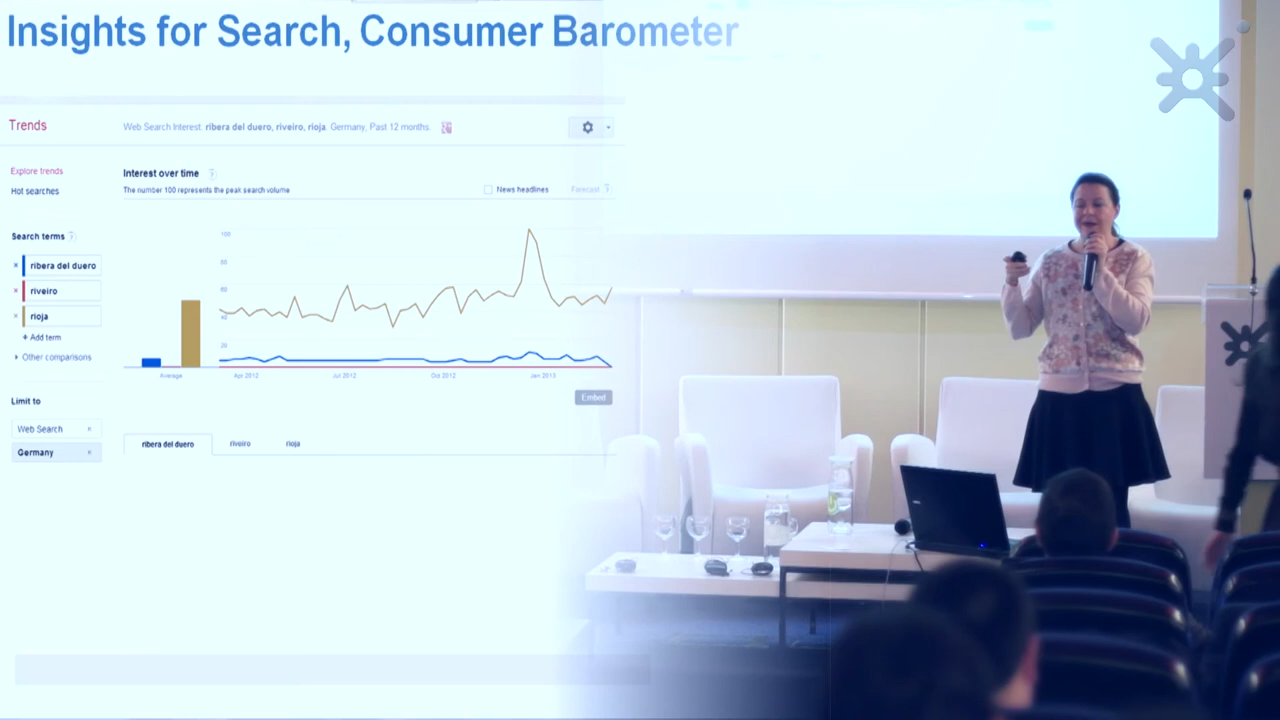 Insights for Search, Consumer Barometer
Trends
Web Search Interest: ribera del duero, riveiro, rioja. Germany, Past 12 months.
Explore trends
Hot searches
Interest over time ?
The number 100 represents the peak search volume
News headlines
Forecast ?
Search terms ?
ribera del duero
riveiro
rioja
+ Add term
Other comparisons
100
80
60
40
20
Average
Apr 2012
Jul 2012
Oct 2012
Jan 2013
Embed
Limit to
Web Search ×
Germany ×
ribera del duero
riveiro
rioja